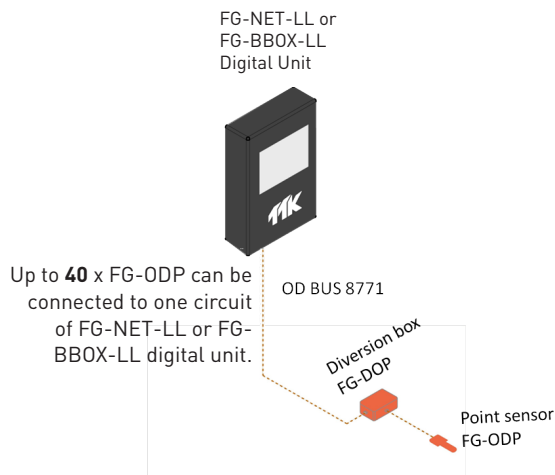 FG-NET-LL or
FG-BBOX-LL
Digital Unit
TTK
Up to 40 x FG-ODP can be
connected to one circuit
of FG-NET-LL or FG-
BBOX-LL digital unit.
OD BUS 8771
Diversion box
FG-DOP
Point sensor
FG-ODP